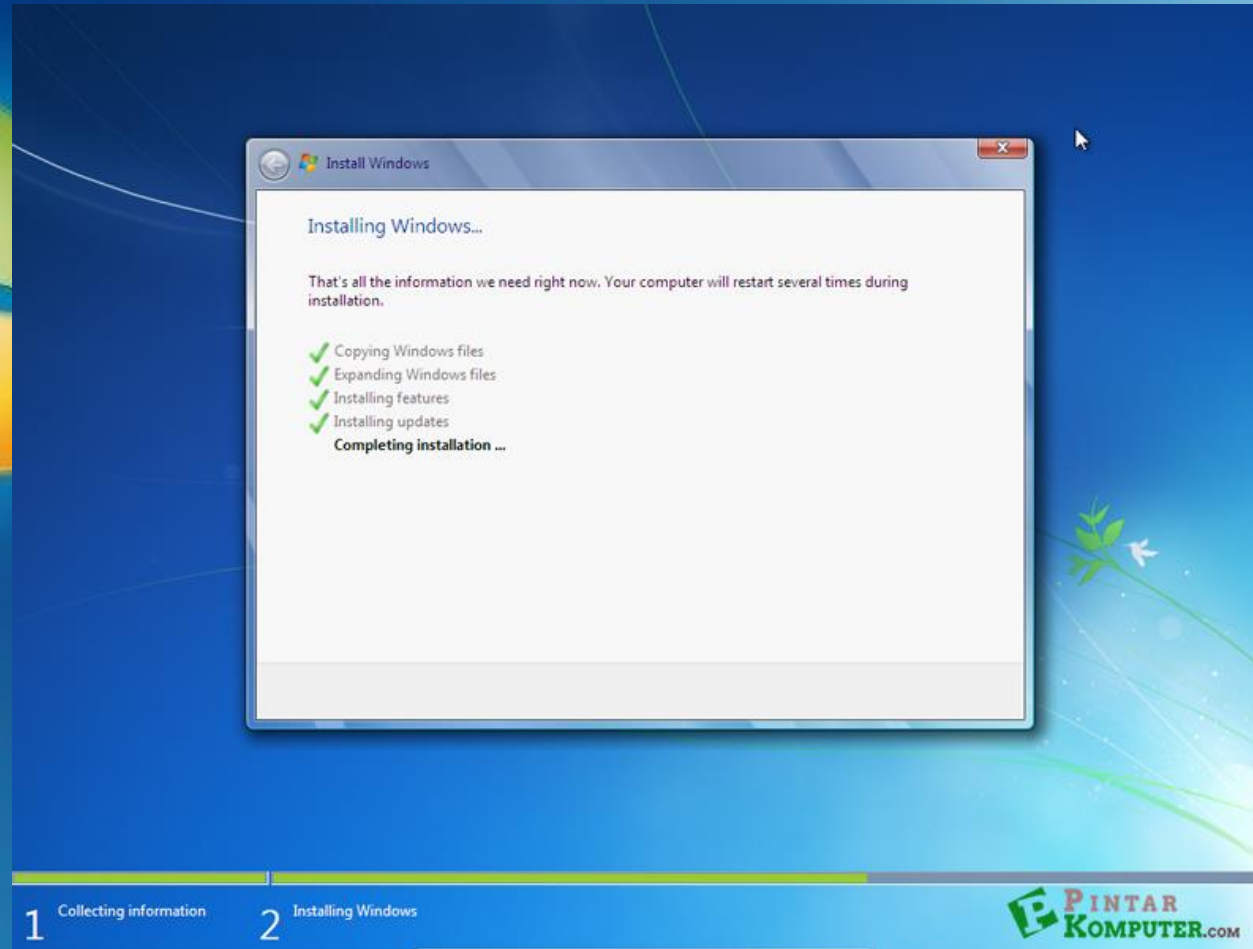 Install Windows
Installing Windows...
That's all the information we need right now. Your computer will restart several times during
installation.
Copying Windows files
Expanding Windows files
Installing features
Installing updates
Completing installation ...
1 Collecting information
2 Installing Windows
PINTAR
KOMPUTER.COM